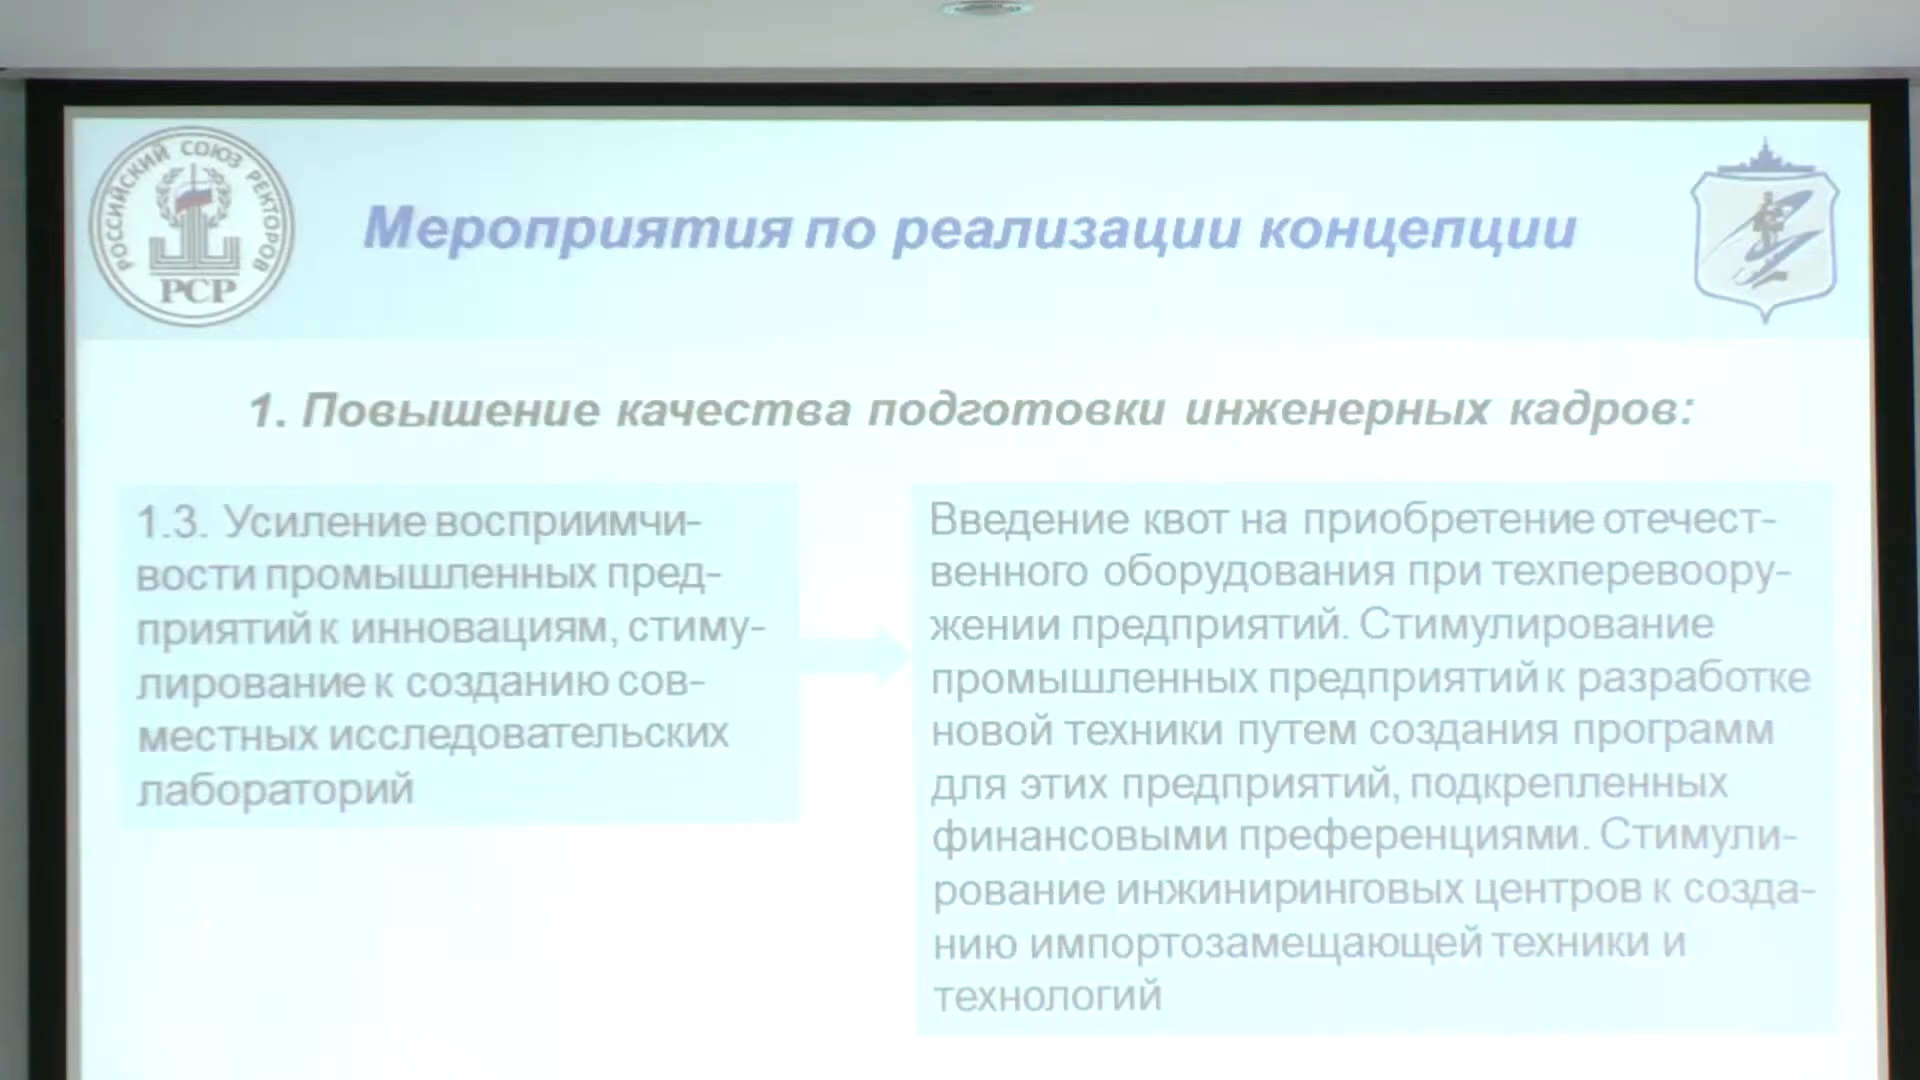 РОССИЙСКИЙ СОЮЗ РЕКТОРОВ
РСР
Мероприятия по реализации концепции
1. Повышение качества подготовки инженерных кадров:
1.3. Усиление восприимчи-
вости промышленных пред-
приятий к инновациям, стиму-
лирование к созданию сов-
местных исследовательских
лабораторий
Введение квот на приобретение отечест-
венного оборудования при техперевоору-
жении предприятий. Стимулирование
промышленных предприятий к разработке
новой техники путем создания программ
для этих предприятий, подкрепленных
финансовыми преференциями. Стимули-
рование инжиниринговых центров к созда-
нию импортозамещающей техники и
технологий